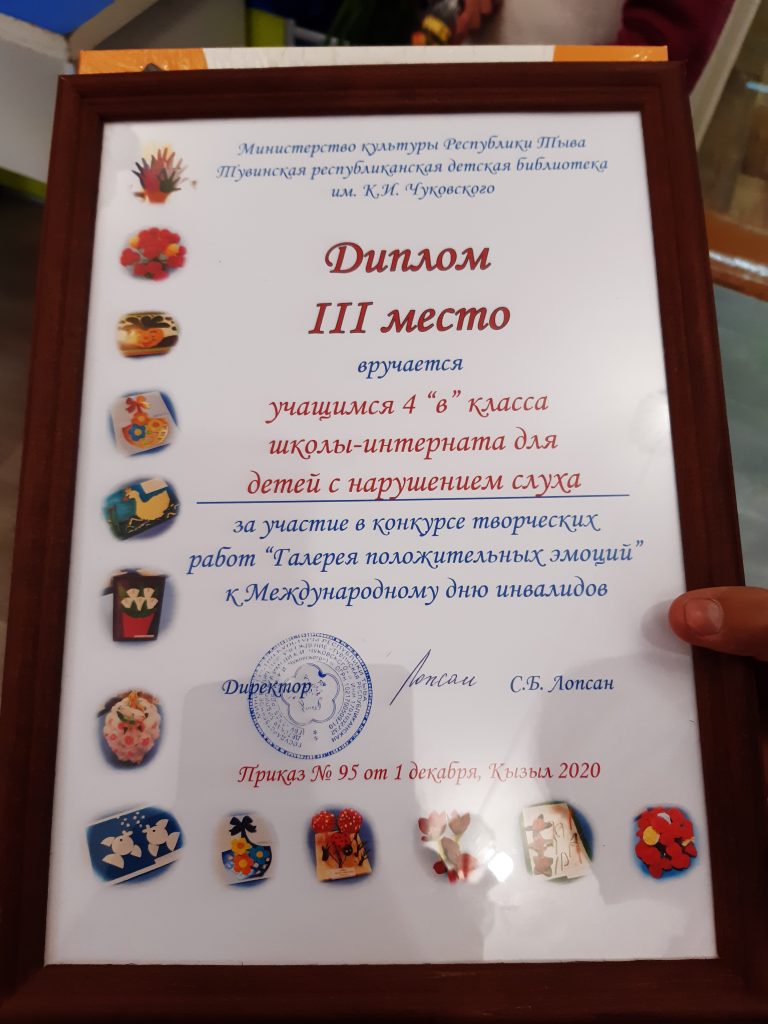 Министерство культуры Республики Тыва
Тувинская республиканская детская библиотека
им. К.И. Чуковского
Диплом
III место
вручается
учащимся 4 “в” класса
школы-интерната для
детей с нарушением слуха
за участие в конкурсе творческих
работ “Галерея положительных эмоций”
к Международному дню инвалидов
Директор Лопсан С.Б. Лопсан
Приказ № 95 от 1 декабря, Кызыл 2020